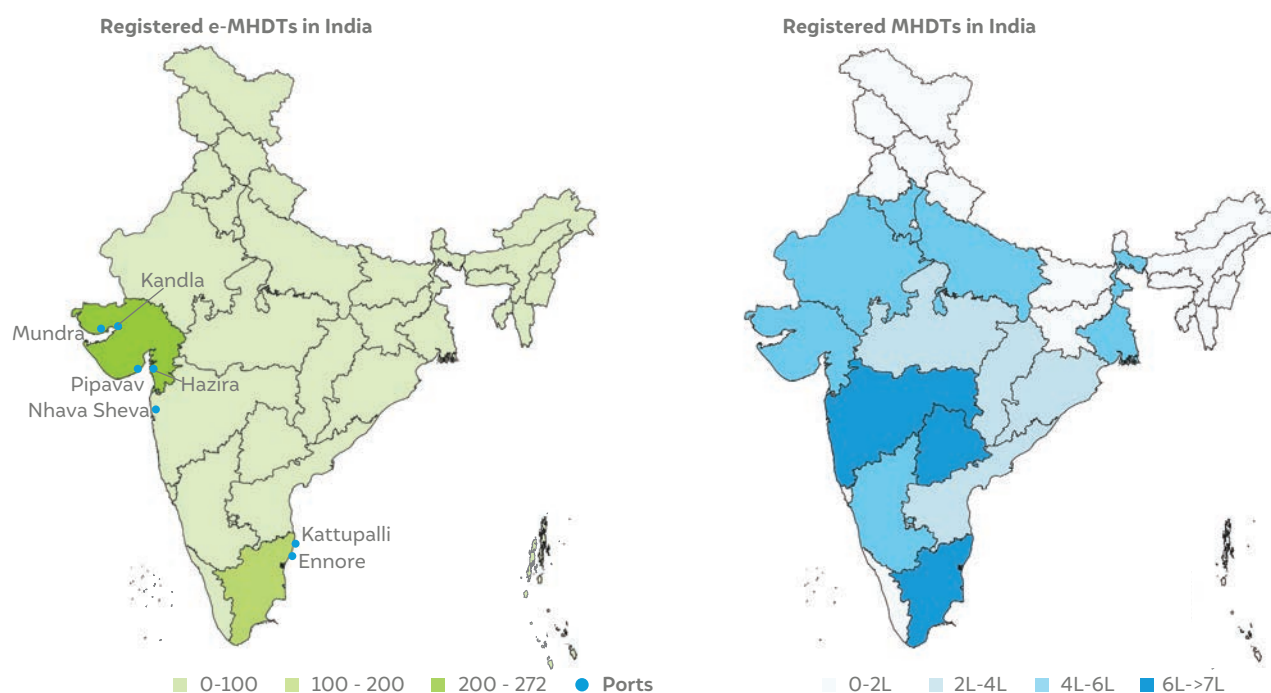 Registered e-MHDTs in India
Kandla
Mundra
Pipavav
Hazira
Nhava Sheva
Kattupalli
Ennore
0-100
100 - 200
200 - 272
Ports
Registered MHDTs in India
0-2L
2L-4L
4L-6L
6L->7L